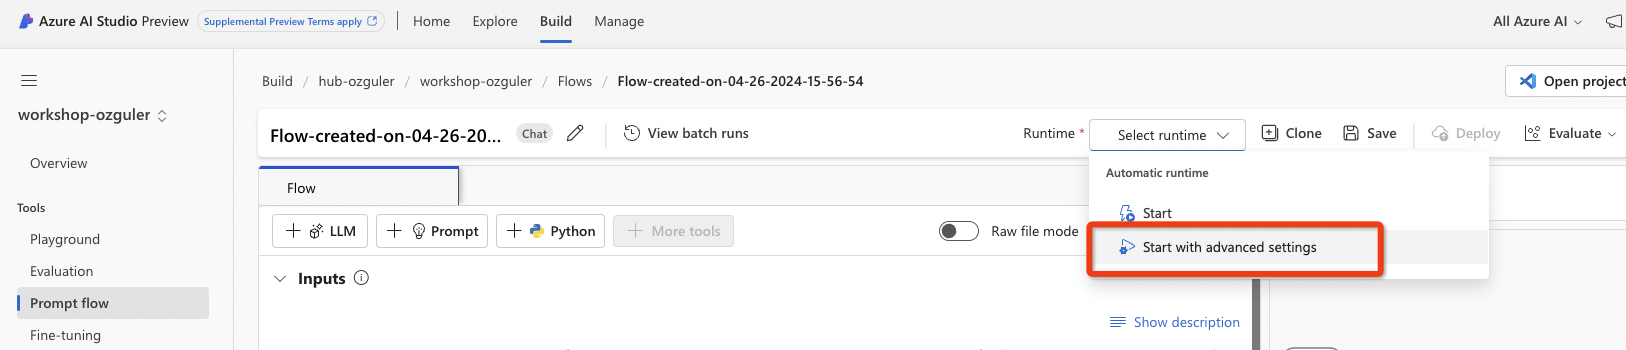 Azure AI Studio Preview Supplemental Preview Terms apply Home Explore Build Manage All Azure AI
workshop-ozguler
Overview
Tools
Playground
Evaluation
Prompt flow
Fine-tuning
Build / hub-ozguler / workshop-ozguler / Flows / Flow-created-on-04-26-2024-15-56-54
Open project
Flow-created-on-04-26-20... Chat View batch runs Runtime * Select runtime Clone Save Deploy Evaluate
Automatic runtime
Start
Start with advanced settings
Flow
LLM Prompt Python More tools Raw file mode
Inputs
Show description